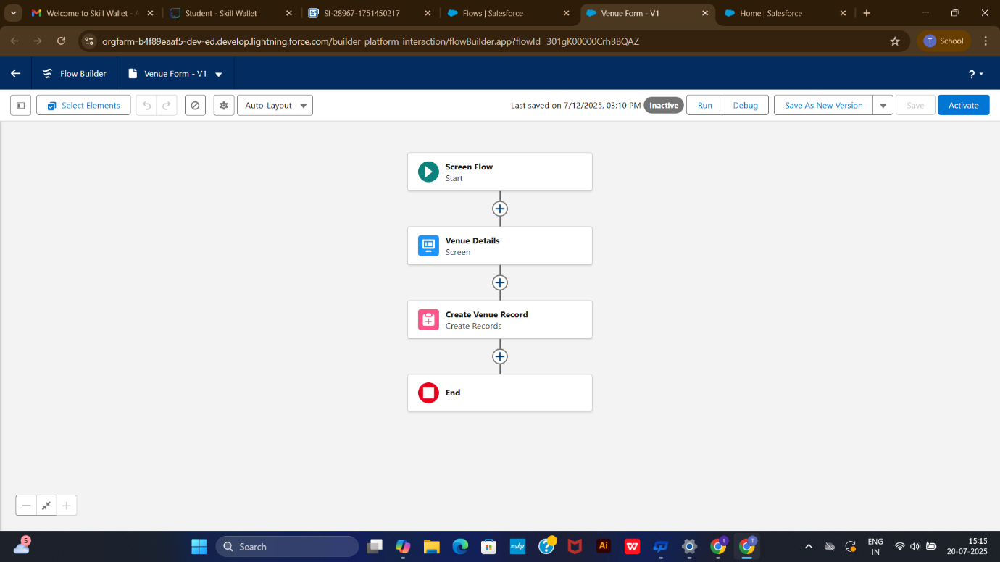 Welcome to Skill Wallet - A
Student - Skill Wallet
SI-28967-1751450217
Flows | Salesforce
Venue Form - V1
Home | Salesforce
orgfarm-b4f89eaaf5-dev-ed.develop.lightning.force.com/builder_platform_interaction/flowBuilder.app?flowId=301gK00000CrhBBQAZ
T School
Flow Builder
Venue Form - V1
?
Select Elements
Auto-Layout
Last saved on 7/12/2025, 03:10 PM
Inactive
Run
Debug
Save As New Version
Save
Activate
Screen Flow
Start
Venue Details
Screen
Create Venue Record
Create Records
End
5
Search
myhp
?
Ai
W
t
T
ENG
IN
15:15
20-07-2025